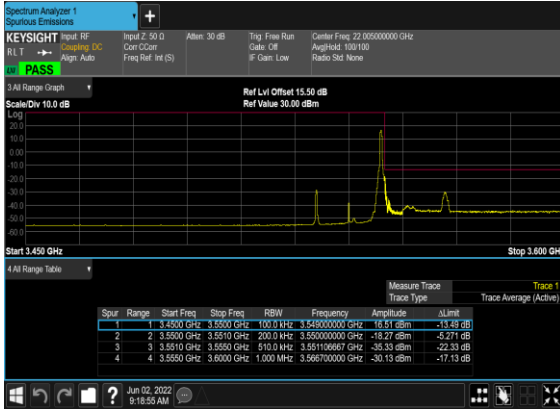 Spectrum Analyzer 1
Spurious Emissions
+
KEYSIGHT Input: RF Input Z: 50 Ω Atten: 30 dB Trig: Free Run Center Freq: 22.005000000 GHz
RLT Coupling: DC Corr CCorr Gate: Off Avg|Hold: 100/100
Align: Auto Freq Ref: Int (S) IF Gain: Low Radio Std: None
PASS
3 All Range Graph
Ref Lvl Offset 15.50 dB
Scale/Div 10.0 dB Ref Value 30.00 dBm
Log
20.0
10.0
0.00
-10.0
-20.0
-30.0
-40.0
-50.0
-60.0
Start 3.450 GHz Stop 3.600 GH
4 All Range Table
Measure Trace Trace 1
Trace Type Trace Average (Active)
Spur Range Start Freq Stop Freq RBW Frequency Amplitude ΔLimit
1 1 3.4500 GHz 3.5500 GHz 100.0 kHz 3.549000000 GHz 16.51 dBm -13.49 dB
2 2 3.5500 GHz 3.5510 GHz 200.0 kHz 3.550000000 GHz -18.27 dBm -5.271 dB
3 3 3.5510 GHz 3.5550 GHz 510.0 kHz 3.551106667 GHz -35.33 dBm -22.33 dB
4 4 3.5550 GHz 3.6000 GHz 1.000 MHz 3.566700000 GHz -30.13 dBm -17.13 dB
? Jun 02, 2022
9:18:55 AM